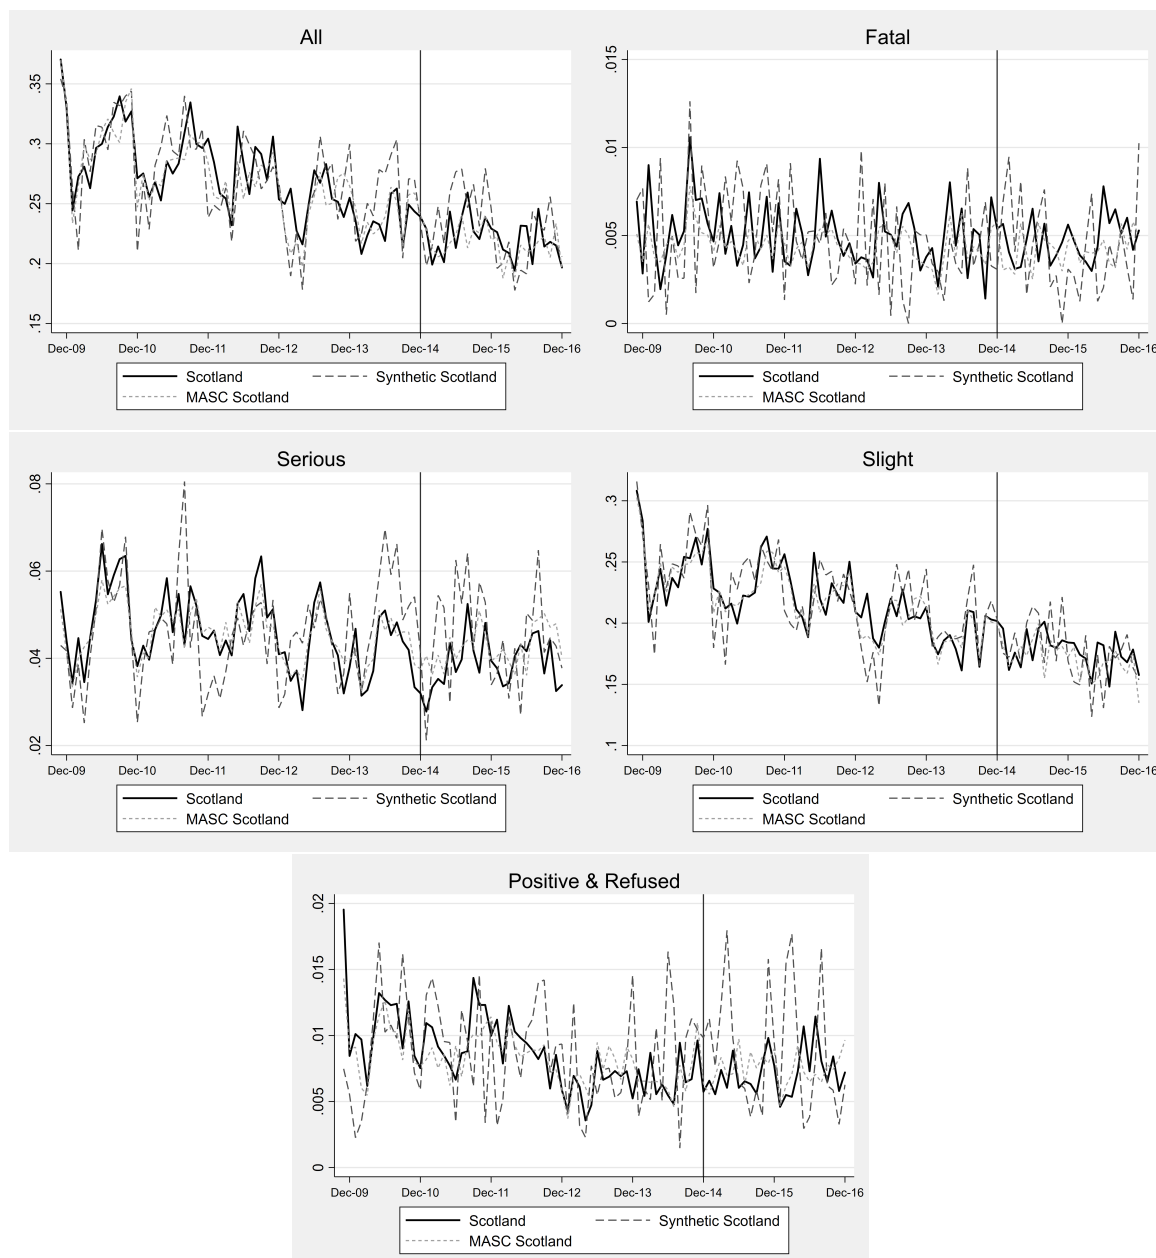 All
Fatal
.35
.3
.25
.2
.15
Dec-09 Dec-10 Dec-11 Dec-12 Dec-13 Dec-14 Dec-15 Dec-16
Scotland Synthetic Scotland
MASC Scotland
.015
.01
.005
0
Dec-09 Dec-10 Dec-11 Dec-12 Dec-13 Dec-14 Dec-15 Dec-16
Scotland Synthetic Scotland
MASC Scotland
Serious
Slight
.08
.06
.04
.02
Dec-09 Dec-10 Dec-11 Dec-12 Dec-13 Dec-14 Dec-15 Dec-16
Scotland Synthetic Scotland
MASC Scotland
.3
.25
.2
.15
.1
Dec-09 Dec-10 Dec-11 Dec-12 Dec-13 Dec-14 Dec-15 Dec-16
Scotland Synthetic Scotland
MASC Scotland
Positive & Refused
.02
.015
.01
.005
0
Dec-09 Dec-10 Dec-11 Dec-12 Dec-13 Dec-14 Dec-15 Dec-16
Scotland Synthetic Scotland
MASC Scotland